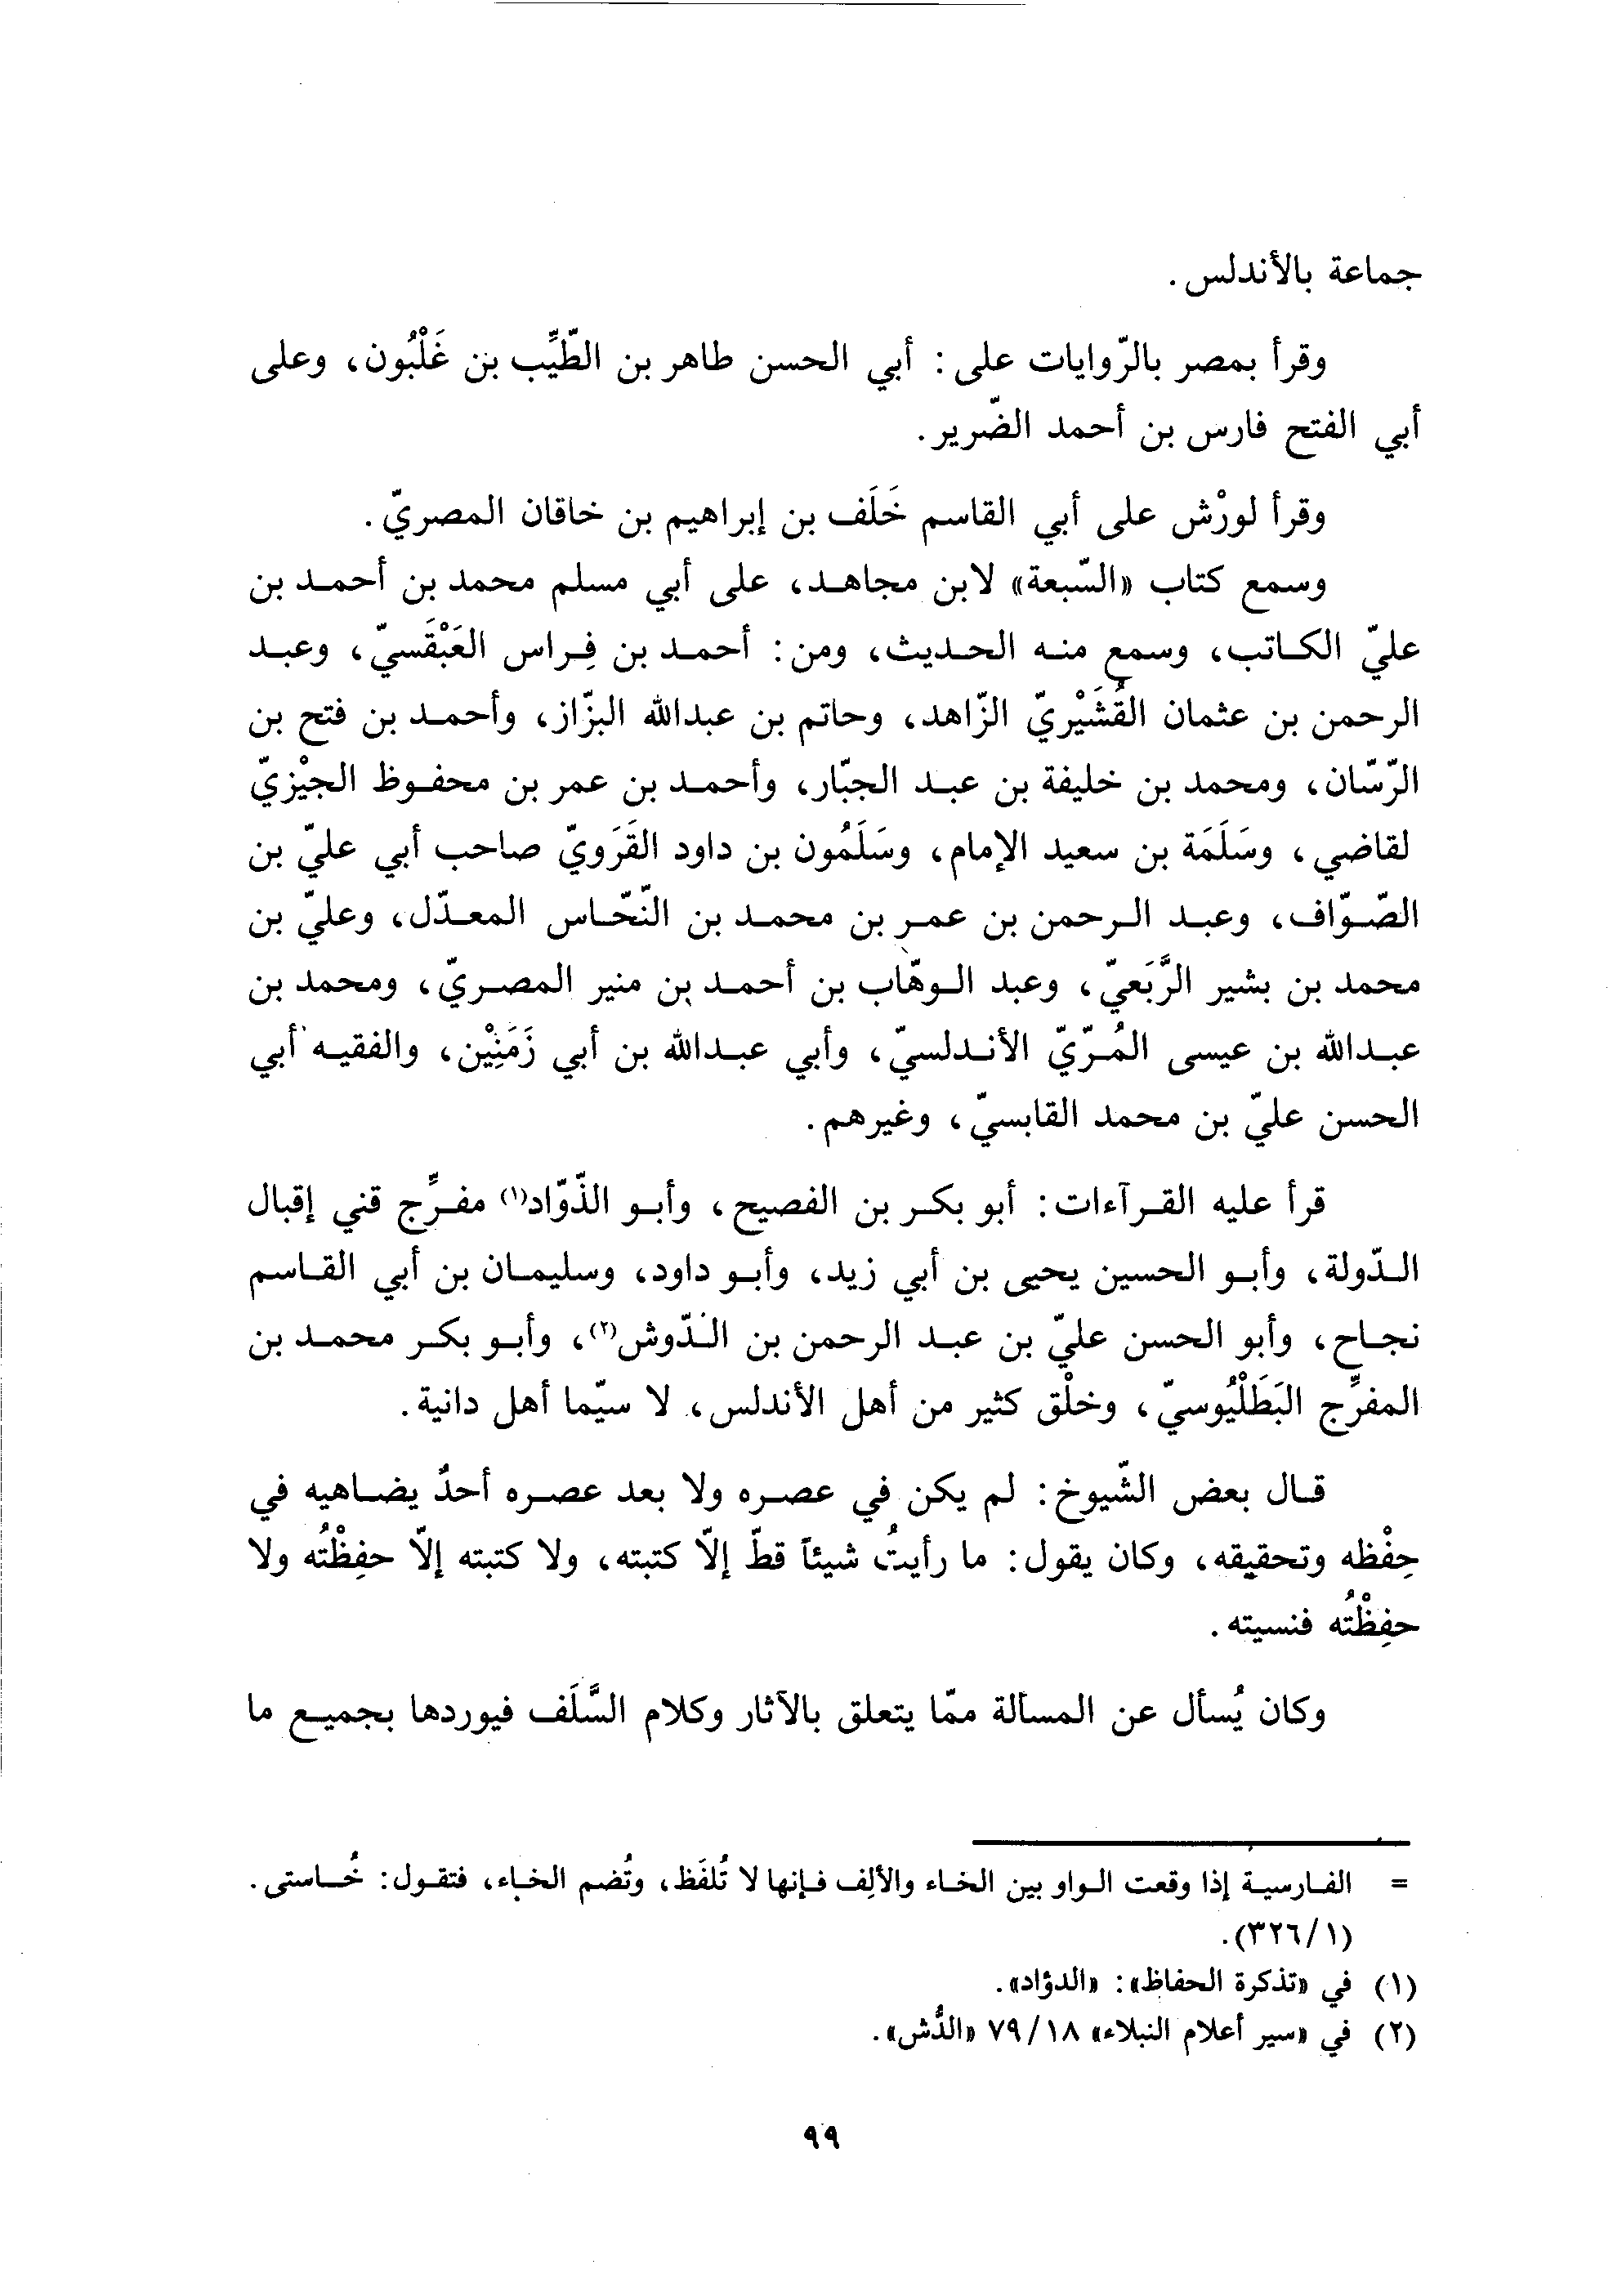 جماعة بالأندلس.
وقرأ بمصر بالرّوايات على: أبي الحسن طاهر بن الطّيِّب بن غَلْبُون، وعلى
أبي الفتح فارس بن أحمد الضّرير.
وقرأ لورْش على أبي القاسم خَلَف بن إبراهيم بن خاقان المصريّ.
وسمع كتاب «السّبعة» لابن مجاهد، على أبي مسلم محمد بن أحمد بن
عليّ الكاتب، وسمع منه الحديث، ومن: أحمد بن فِراس العَبْقَسيّ، وعبد
الرحمن بن عثمان القُشَيْريّ الزّاهد، وحاتم بن عبدالله البزّاز، وأحمد بن فتح بن
الرّسّان، ومحمد بن خليفة بن عبد الجبّار، وأحمد بن عمر بن محفوظ الجيْزيّ
لقاضي، وسَلَمَة بن سعيد الإمام، وسَلَمُون بن داود القَرَويّ صاحب أبي عليّ بن
الصّوّاف، وعبد الرحمن بن عمر بن محمد بن النّحّاس المعدّل، وعليّ بن
محمد بن بشير الرَّبَعيّ، وعبد الوهّاب بن أحمد بن منير المصريّ، ومحمد بن
عبدالله بن عيسى المُرّيّ الأندلسيّ، وأبي عبدالله بن أبي زَمَنِيْن، والفقيه أبي
الحسن عليّ بن محمد القابسيّ، وغيرهم.
قرأ عليه القرآءات: أبو بكر بن الفصيح، وأبو الذّوّاد(١) مفرِّج قني إقبال
الدّولة، وأبو الحسين يحيى بن أبي زيد، وأبو داود، وسليمان بن أبي القاسم
نجاح، وأبو الحسن عليّ بن عبد الرحمن بن الدّوش(٢)، وأبو بكر محمد بن
المفرِّج البَطَلْيُوسيّ، وخلْق كثير من أهل الأندلس، لا سيّما أهل دانية.
قال بعض الشّيوخ: لم يكن في عصره ولا بعد عصره أحدٌ يضاهيه في
حِفْظه وتحقيقه، وكان يقول: ما رأيتُ شيئاً قطّ إلاّ كتبته، ولا كتبته إلاّ حفِظْتُه ولا
حفِظْتُه فنسيته.
وكان يُسأل عن المسألة ممّا يتعلق بالآثار وكلام السَّلَف فيوردها بجميع ما
= الفارسية إذا وقعت الواو بين الخاء والألِف فإنها لا تُلفَظ، وتُضم الخاء، فتقول: خُاستى.
(١/٣٢٦).
(١) في «تذكرة الحفاظ»: «الدؤاد».
(٢) في «سير أعلام النبلاء» ١٨/٧٩ «الدُّش».
٩٩